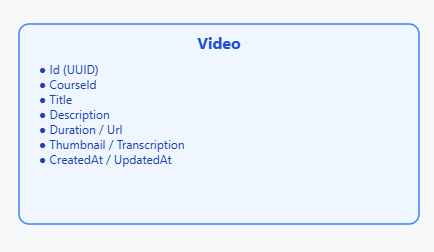 Video
● Id (UUID)
● CourseId
● Title
● Description
● Duration / Url
● Thumbnail / Transcription
● CreatedAt / UpdatedAt